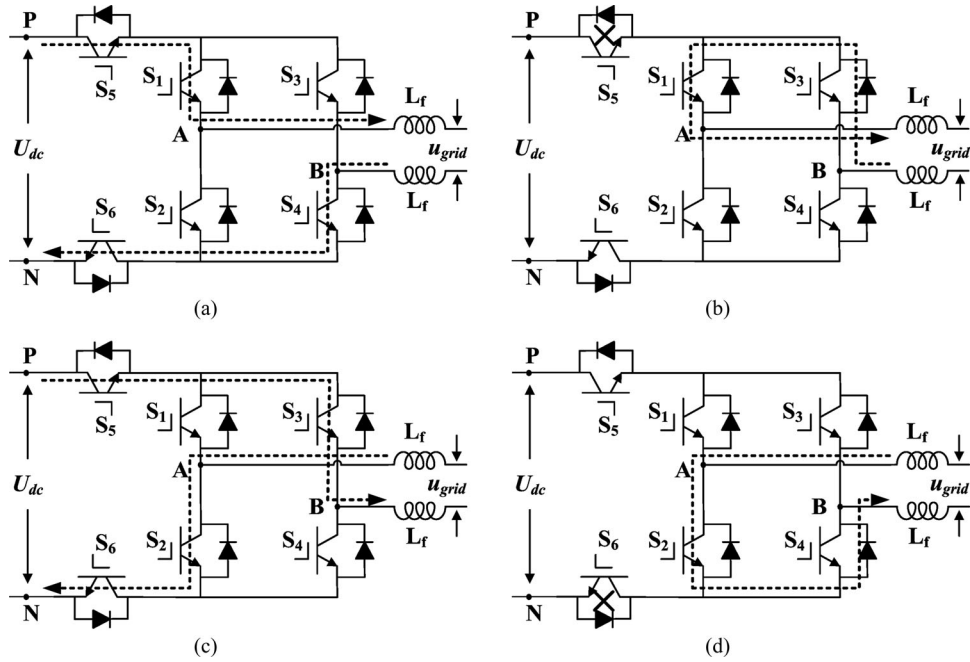 P
S5
S1
S3
Lf
A
Udc
ugrid
B
S6
S2
S4
Lf
N
(a)
P
S5
S1
S3
Lf
A
Udc
ugrid
B
S6
S2
S4
Lf
N
(b)
P
S5
S1
S3
Lf
A
Udc
ugrid
B
S6
S2
S4
Lf
N
(c)
P
S5
S1
S3
Lf
A
Udc
ugrid
B
S6
S2
S4
Lf
N
(d)